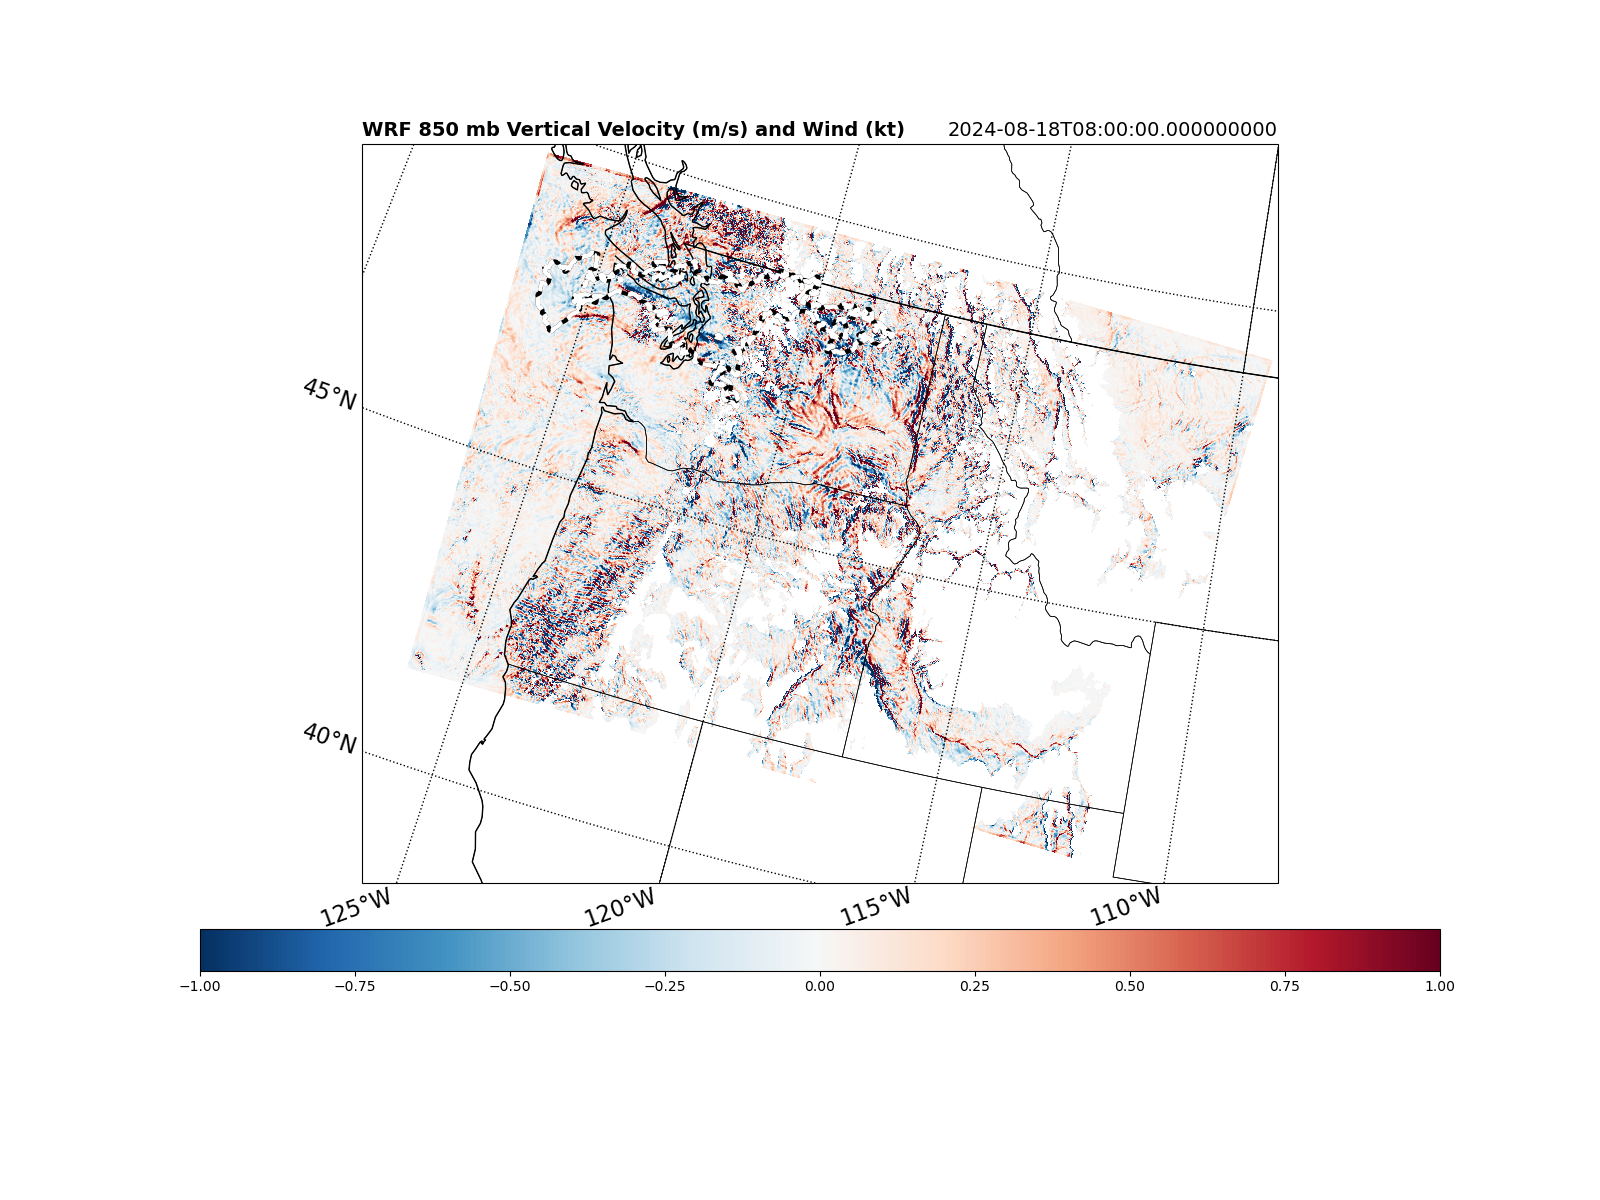 WRF 850 mb Vertical Velocity (m/s) and Wind (kt) 2024-08-18T08:00:00.000000000
45°N
40°N
125°W 120°W 115°W 110°W
−1.00 −0.75 −0.50 −0.25 0.00 0.25 0.50 0.75 1.00